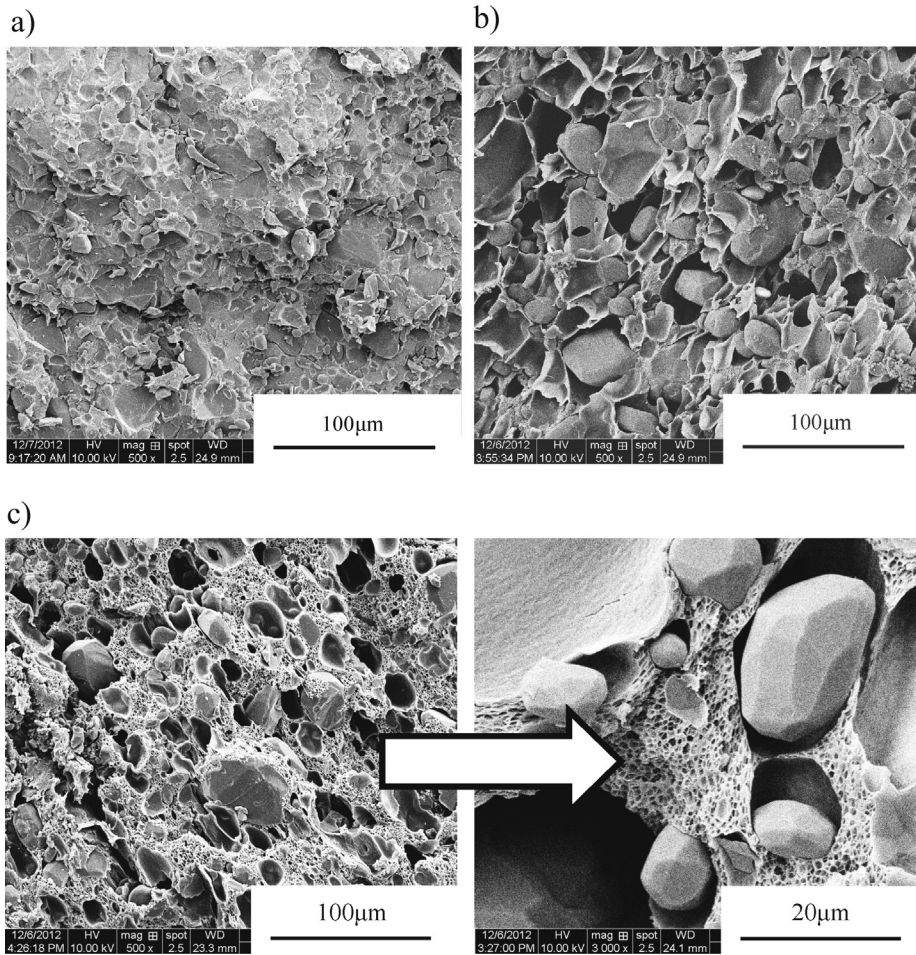 a)
b)
100μm
100μm
12/7/2012 HV mag spot WD
9:17:20 AM 10.00 kV 500 x 2.5 24.9 mm
12/6/2012 HV mag spot WD
3:55:34 PM 10.00 kV 500 x 2.5 24.9 mm
c)
100μm
20μm
12/6/2012 HV mag spot WD
4:26:18 PM 10.00 kV 500 x 2.5 23.3 mm
12/6/2012 HV mag spot WD
3:27:00 PM 10.00 kV 3 000 x 2.5 24.1 mm